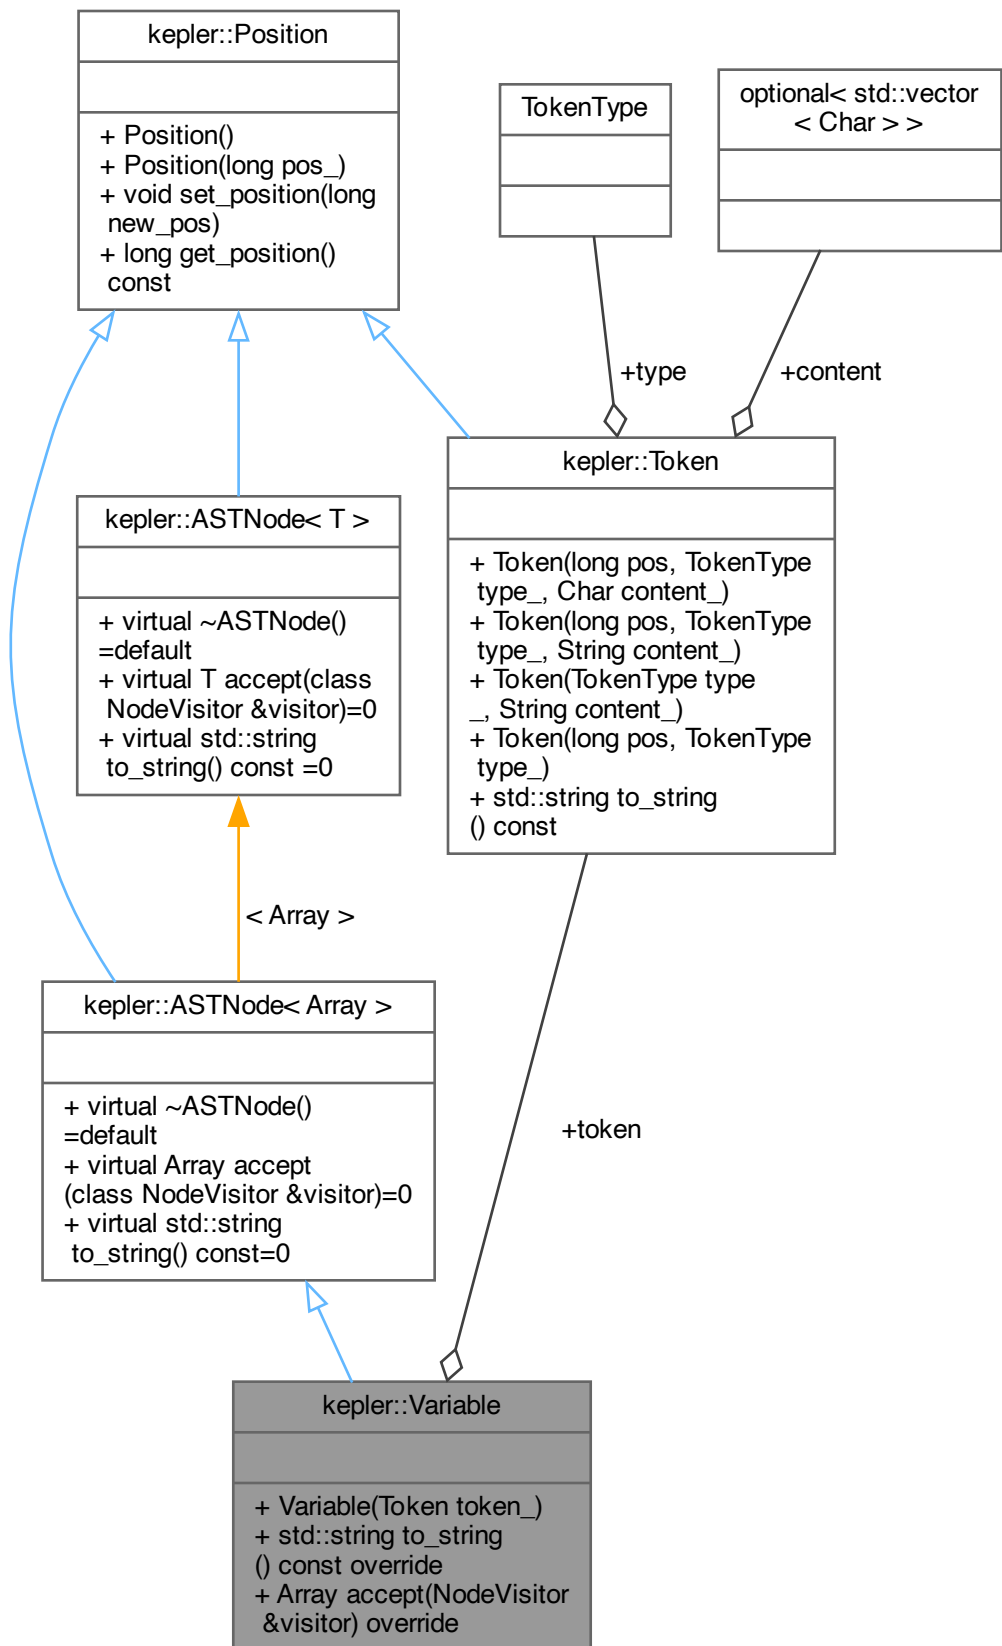 kepler::Position
+ Position()
+ Position(long pos_)
+ void set_position(long
new_pos)
+ long get_position()
const
TokenType
optional< std::vector
< Char > >
+type
+content
kepler::ASTNode< T >
+ virtual ~ASTNode()
=default
+ virtual T accept(class
NodeVisitor &visitor)=0
+ virtual std::string
to_string() const =0
kepler::Token
+ Token(long pos, TokenType
type_, Char content_)
+ Token(long pos, TokenType
type_, String content_)
+ Token(TokenType type
_, String content_)
+ Token(long pos, TokenType
type_)
+ std::string to_string
() const
< Array >
kepler::ASTNode< Array >
+ virtual ~ASTNode()
=default
+ virtual Array accept
(class NodeVisitor &visitor)=0
+ virtual std::string
to_string() const=0
+token
kepler::Variable
+ Variable(Token token_)
+ std::string to_string
() const override
+ Array accept(NodeVisitor
&visitor) override